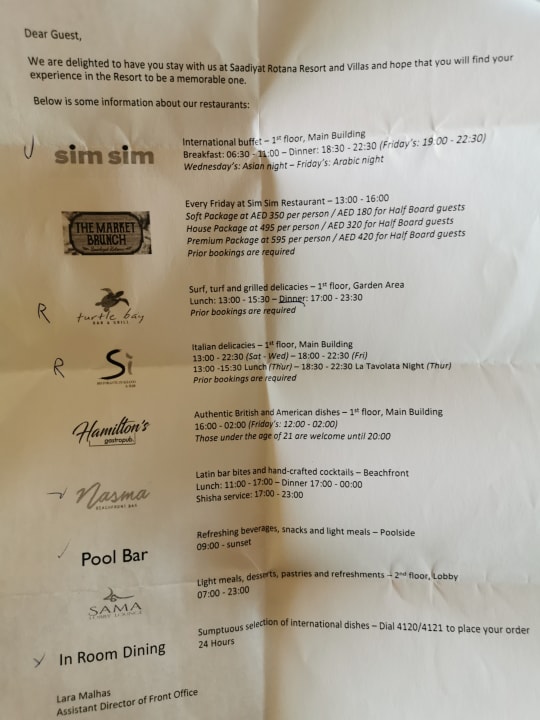 Dear Guest,
We are delighted to have you stay with us at Saadiyat Rotana Resort and Villas and hope that you will find your
experience in the Resort to be a memorable one.
Below is some information about our restaurants:
sim sim
International buffet – 1st floor, Main Building
Breakfast: 06:30 - 11:00 – Dinner: 18:30 - 22:30 (Friday's: 19:00 - 22:30)
Wednesday's: Asian night – Friday's: Arabic night
THE MARKET
BRUNCH
Every Friday at Sim Sim Restaurant – 13:00 - 16:00
Soft Package at AED 350 per person / AED 180 for Half Board guests
House Package at 495 per person / AED 320 for Half Board guests
Premium Package at 595 per person / AED 420 for Half Board guests
Prior bookings are required
R
turtle bay
BAR & GRILL
Surf, turf and grilled delicacies – 1st floor, Garden Area
Lunch: 13:00 - 15:30 – Dinner: 17:00 - 23:30
Prior bookings are required
R
Sì
Italian delicacies – 1st floor, Main Building
13:00 - 22:30 (Sat - Wed) – 18:00 - 22:30 (Fri)
13:00 -15:30 Lunch (Thur) – 18:30 - 22:30 La Tavolata Night (Thur)
Prior bookings are required
Hamilton's
gastropub
Authentic British and American dishes – 1st floor, Main Building
16:00 - 02:00 (Friday's: 12:00 - 02:00)
Those under the age of 21 are welcome until 20:00
Nasma
BEACHFRONT BAR
Latin bar bites and hand-crafted cocktails – Beachfront
Lunch: 11:00 - 17:00 – Dinner 17:00 - 00:00
Shisha service: 17:00 - 23:00
Pool Bar
Refreshing beverages, snacks and light meals – Poolside
09:00 - sunset
SAMA
LOBBY LOUNGE
Light meals, desserts, pastries and refreshments – 2nd floor, Lobby
07:00 - 23:00
In Room Dining
Sumptuous selection of international dishes – Dial 4120/4121 to place your order
24 Hours
Lara Malhas
Assistant Director of Front Office